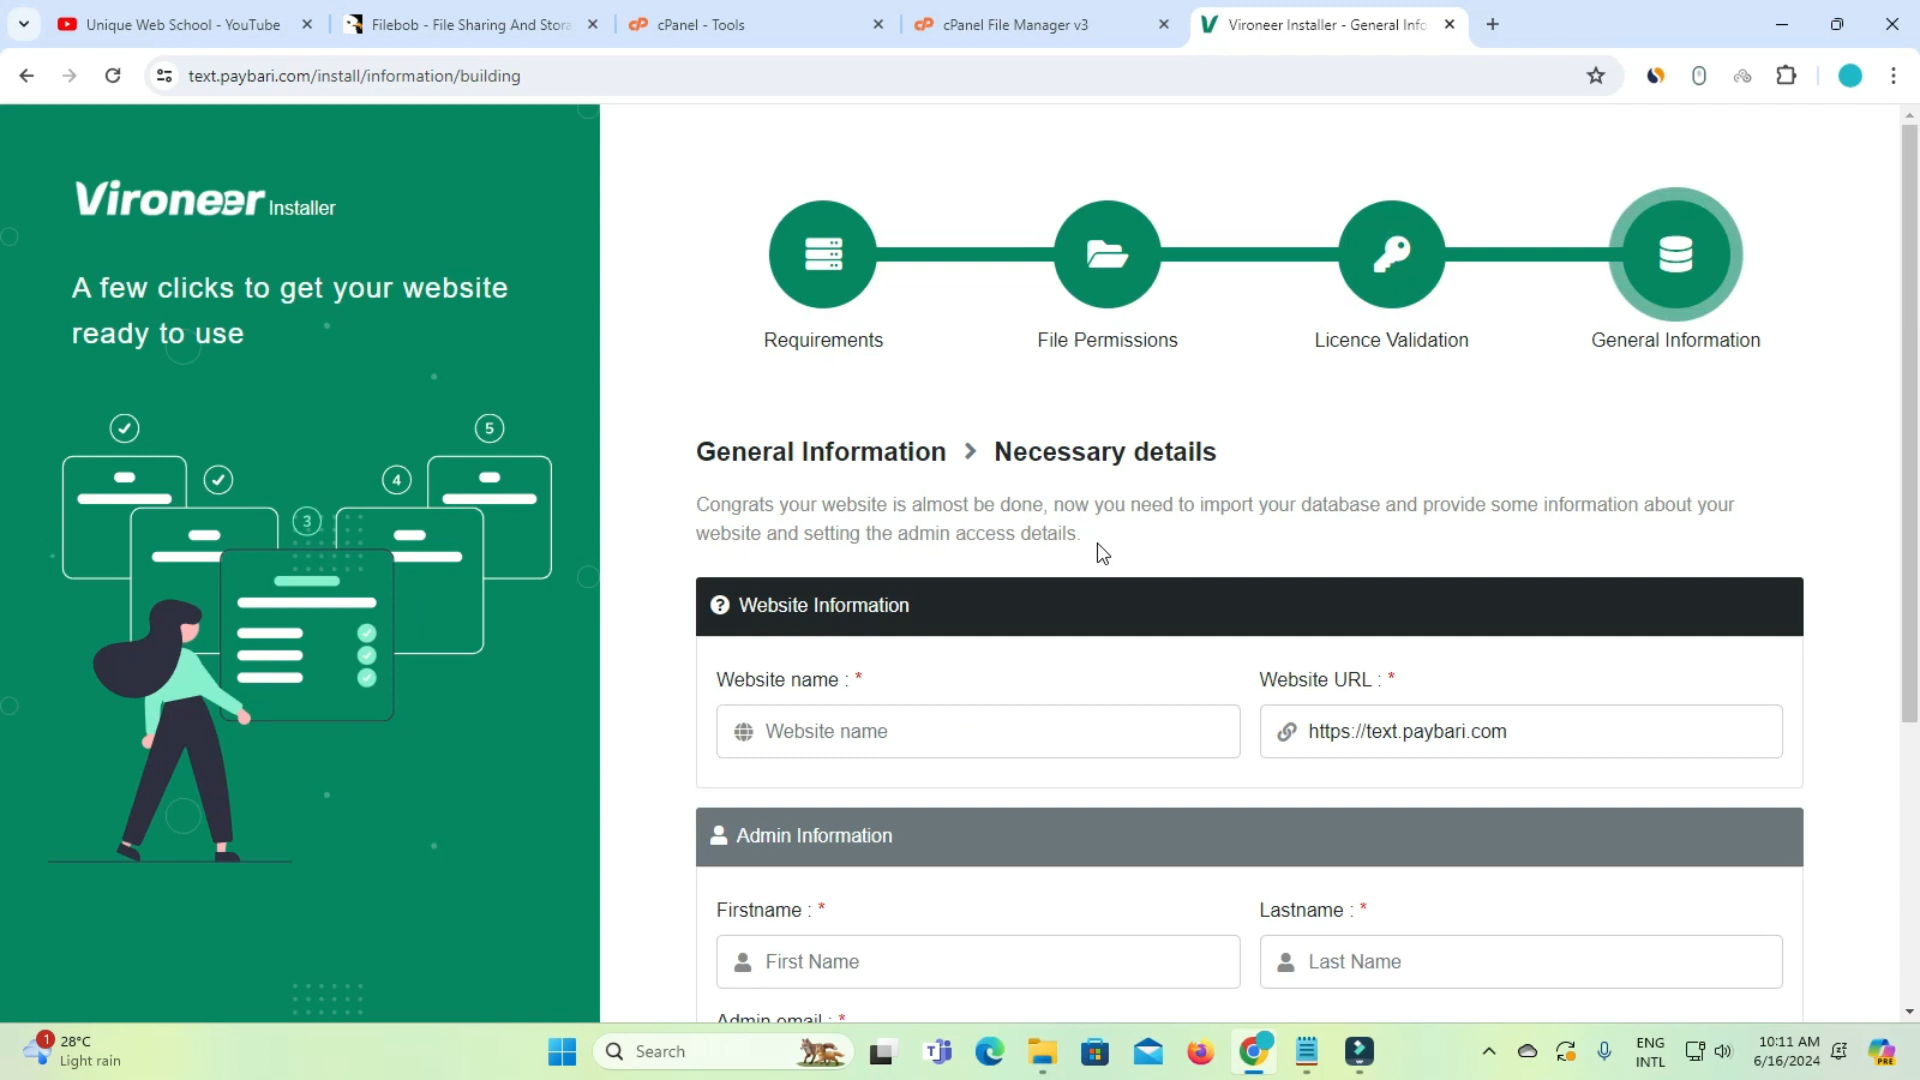 Unique Web School - YouTube
Filebob - File Sharing And Stora
cPanel - Tools
cPanel File Manager v3
Vironeer Installer - General Info
text.paybari.com/install/information/building
Vironeer Installer
A few clicks to get your website
ready to use
5
4
3
Requirements
File Permissions
Licence Validation
General Information
General Information > Necessary details
Congrats your website is almost be done, now you need to import your database and provide some information about your
website and setting the admin access details.
Website Information
Website name : *
Website URL : *
Website name
https://text.paybari.com
Admin Information
Firstname : *
Lastname : *
First Name
Last Name
Admin email : *
1
28°C
Light rain
Search
ENG
INTL
10:11 AM
6/16/2024
PRE